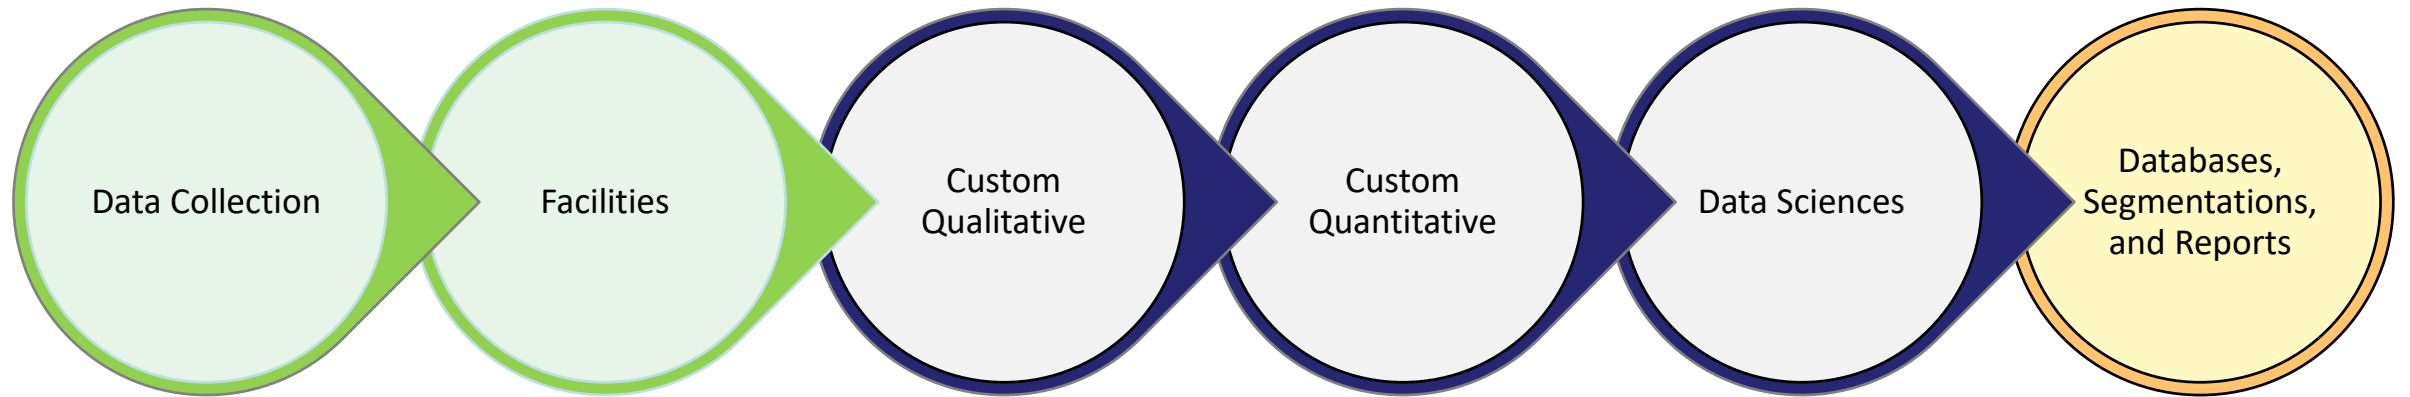 Data Collection
Facilities
Custom
Qualitative
Custom
Quantitative
Data Sciences
Databases,
Segmentations,
and Reports